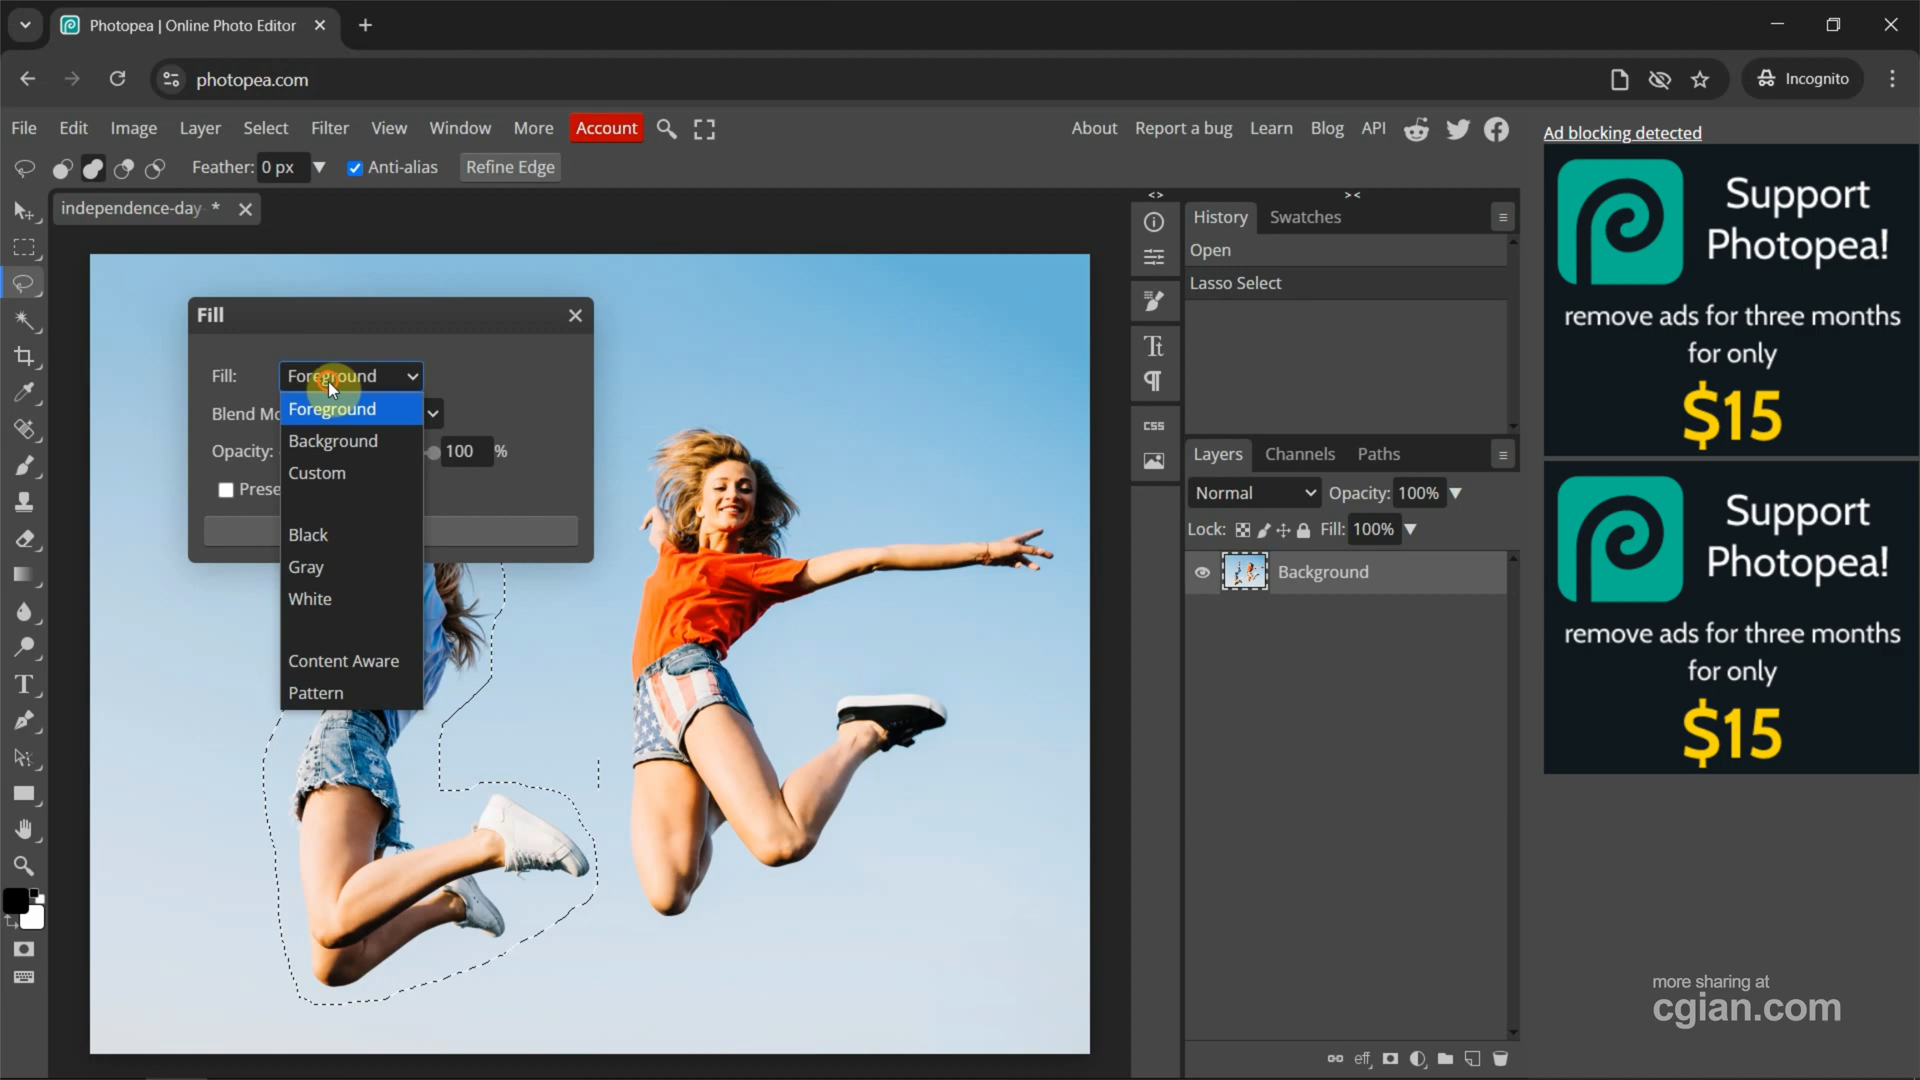 Photopea | Online Photo Editor
photopea.com
Incognito
File Edit Image Layer Select Filter View Window More Account
About Report a bug Learn Blog API
Feather: 0 px Anti-alias Refine Edge
independence-day *
Fill
Fill: Foreground
Blend Mo
Opacity: 100 %
Prese
Foreground
Background
Custom
Black
Gray
White
Content Aware
Pattern
History Swatches
Open
Lasso Select
CSS
Layers Channels Paths
Normal Opacity: 100%
Lock: Fill: 100%
Background
eff
Ad blocking detected
Support
Photopea!
remove ads for three months
for only
$15
Support
Photopea!
remove ads for three months
for only
$15
more sharing at
cgian.com